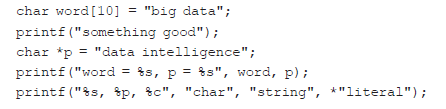 char word[10] = "big data";
printf("something good");
char *p = "data intelligence";
printf("word = %s, p = %s", word, p);
printf("%s, %p, %c", "char", "string", *"literal");